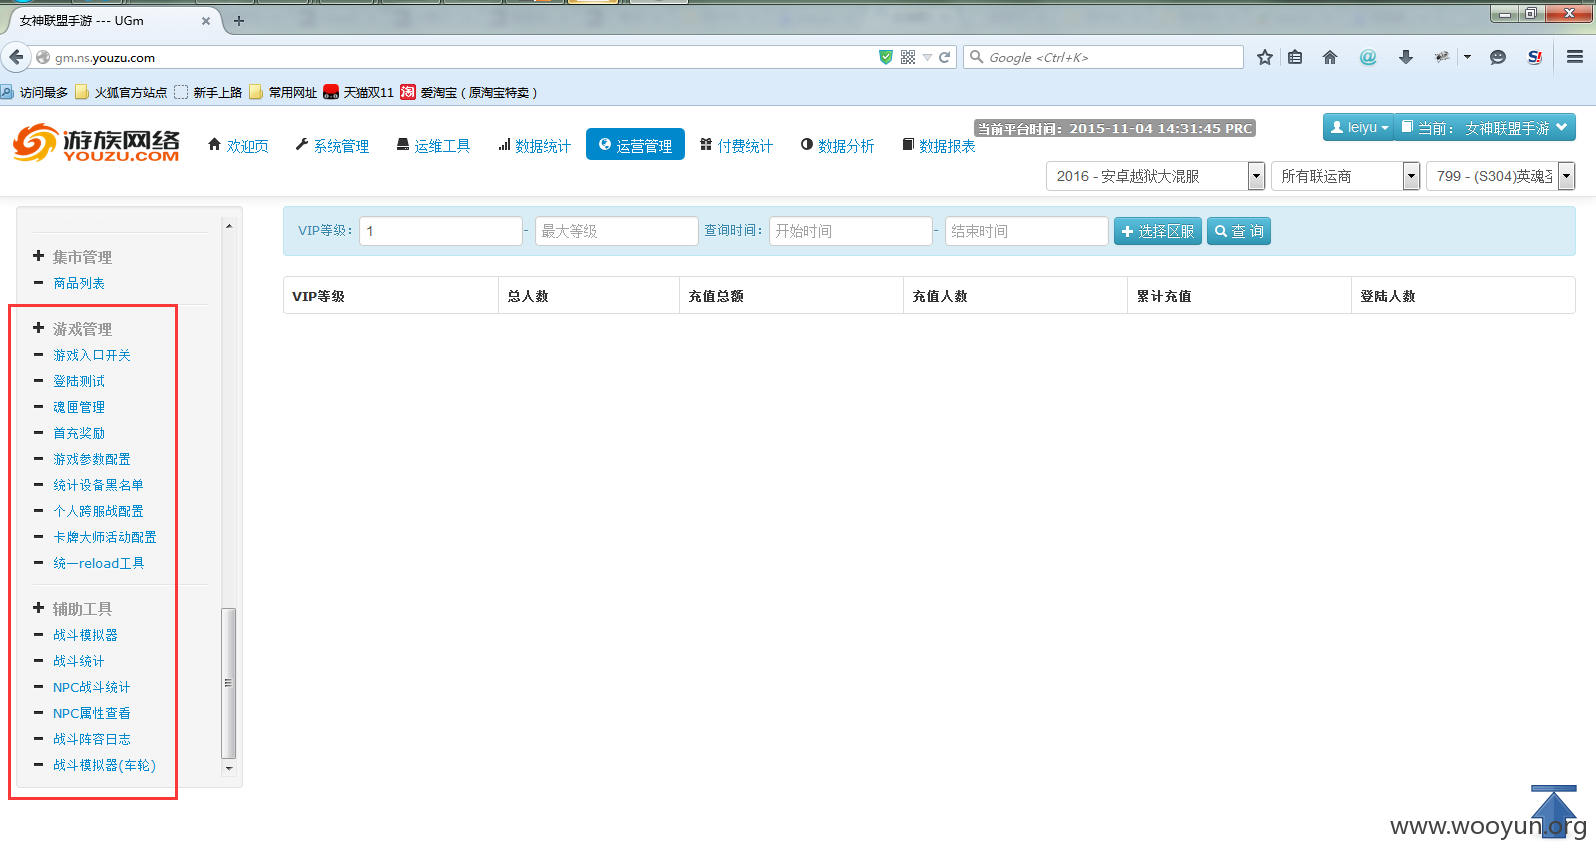 女神联盟手游 --- UGm
gm.ns.youzu.com
Google <Ctrl+K>
访问最多 火狐官方站点 新手上路 常用网址 天猫双11 淘 爱淘宝（原淘宝特卖）
游族网络
YOUZU.COM
欢迎页 系统管理 运维工具 数据统计 运营管理 付费统计 数据分析 数据报表
当前平台时间：2015-11-04 14:31:45 PRC
leiyu 当前： 女神联盟手游
2016 - 安卓越狱大混服 所有联运商 799 - (S304)英魂圣
集市管理
商品列表
游戏管理
游戏入口开关
登陆测试
魂匣管理
首充奖励
游戏参数配置
统计设备黑名单
个人跨服战配置
卡牌大师活动配置
统一reload工具
辅助工具
战斗模拟器
战斗统计
NPC战斗统计
NPC属性查看
战斗阵容日志
战斗模拟器(车轮)
VIP等级： 1 - 最大等级 查询时间： 开始时间 - 结束时间 选择区服 查 询
VIP等级 总人数 充值总额 充值人数 累计充值 登陆人数
www.wooyun.org